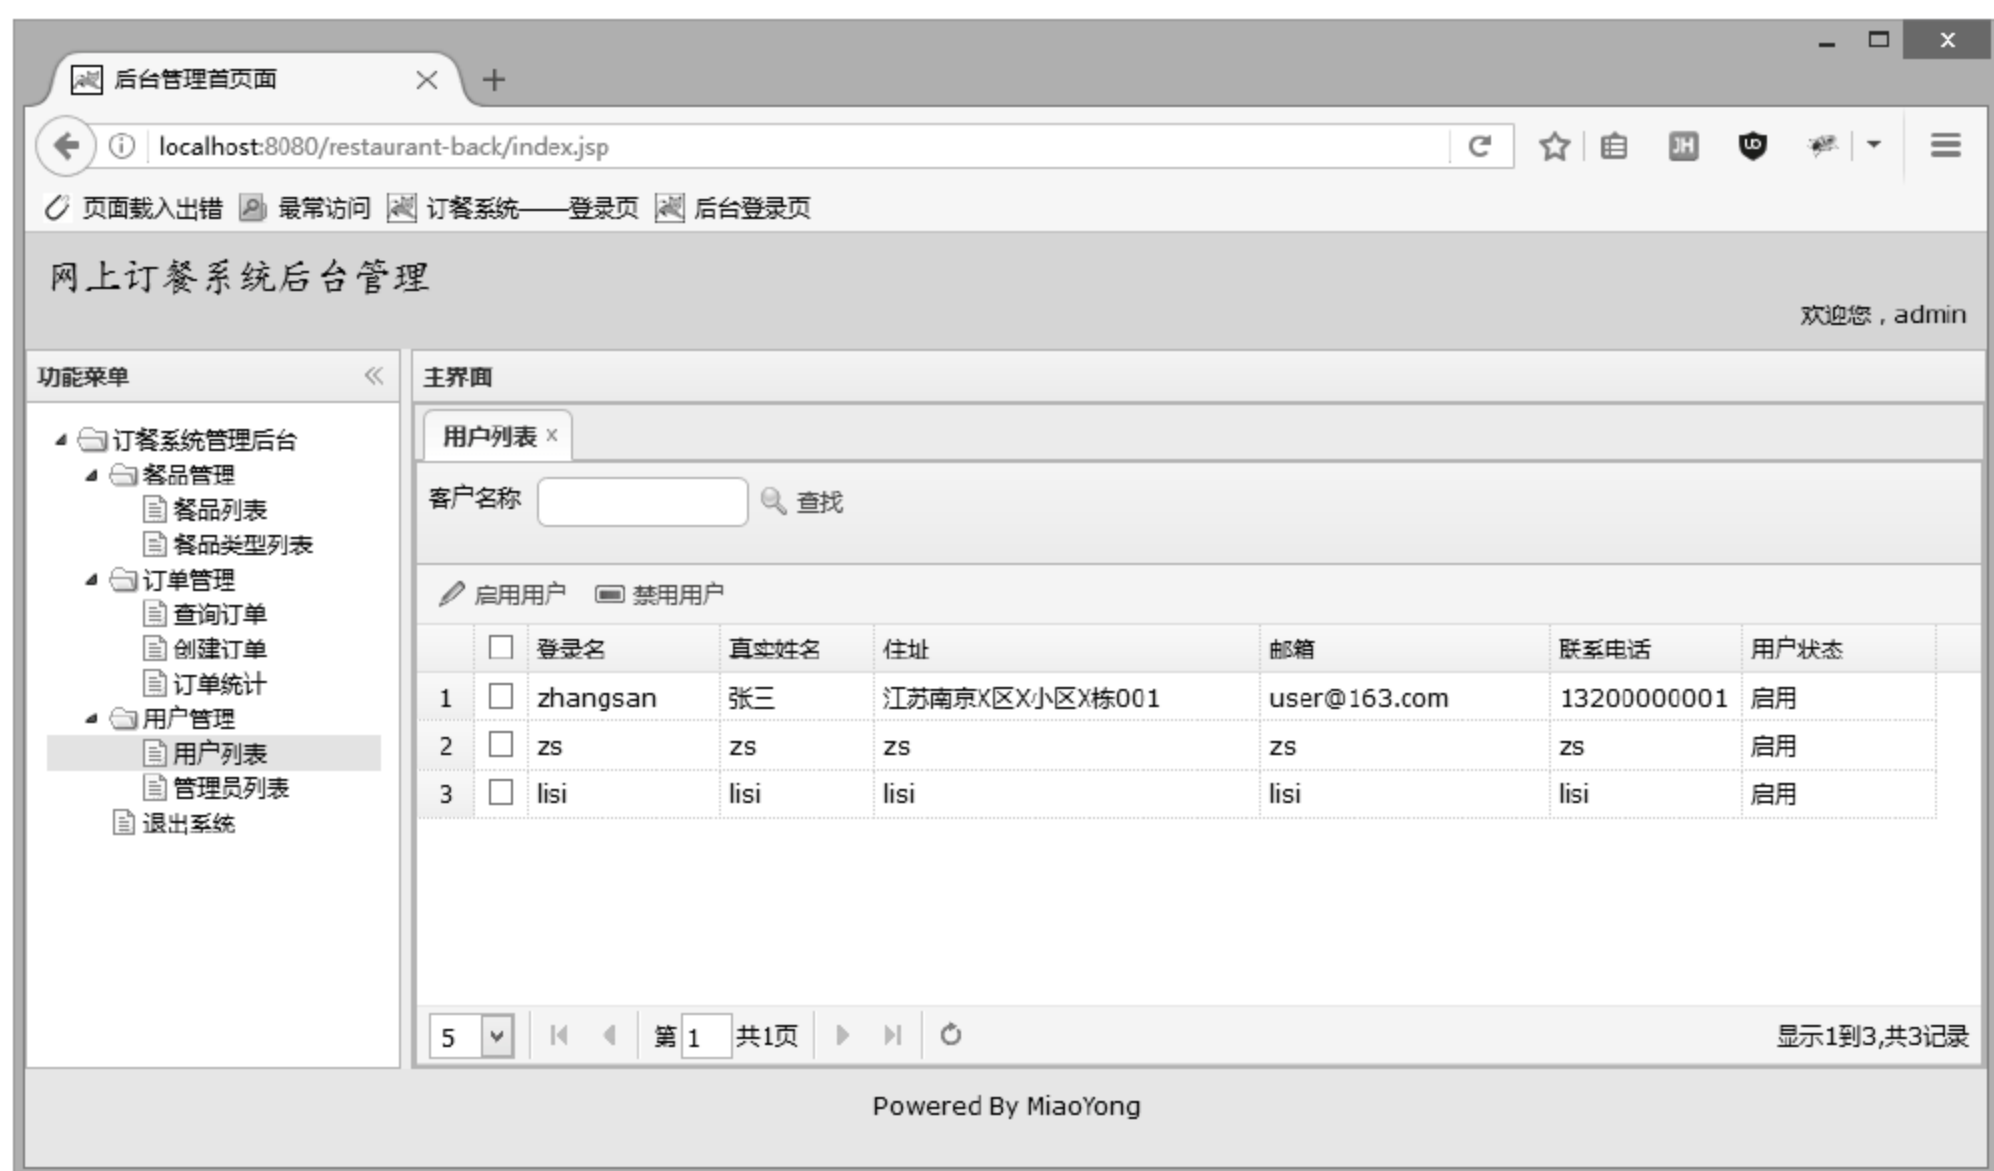 后台管理首页面
localhost:8080/restaurant-back/index.jsp
页面载入出错 最常访问 订餐系统——登录页 后台登录页
网上订餐系统后台管理
欢迎您，admin
功能菜单
订餐系统管理后台
餐品管理
餐品列表
餐品类型列表
订单管理
查询订单
创建订单
订单统计
用户管理
用户列表
管理员列表
退出系统
主界面
用户列表
客户名称 查找
启用用户 禁用用户
登录名 真实姓名 住址 邮箱 联系电话 用户状态
1 zhangsan 张三 江苏南京X区X小区X栋001 user@163.com 13200000001 启用
2 zs zs zs zs zs 启用
3 lisi lisi lisi lisi lisi 启用
5 第 1 共1页 显示1到3,共3记录
Powered By MiaoYong